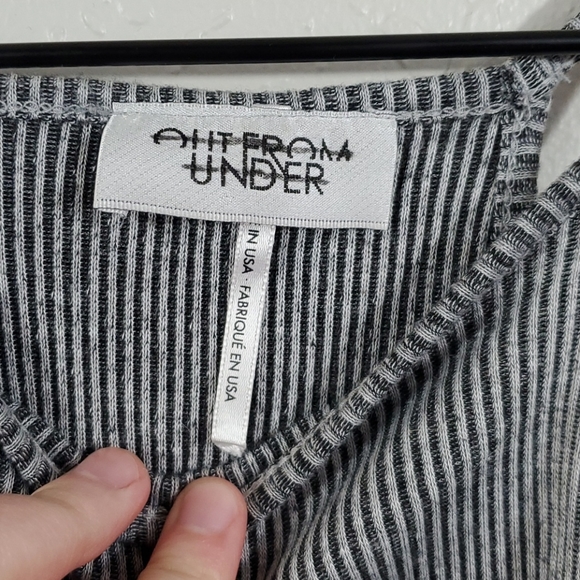 OUT FROM
UNDER
IN USA · FABRIQUÉ EN USA